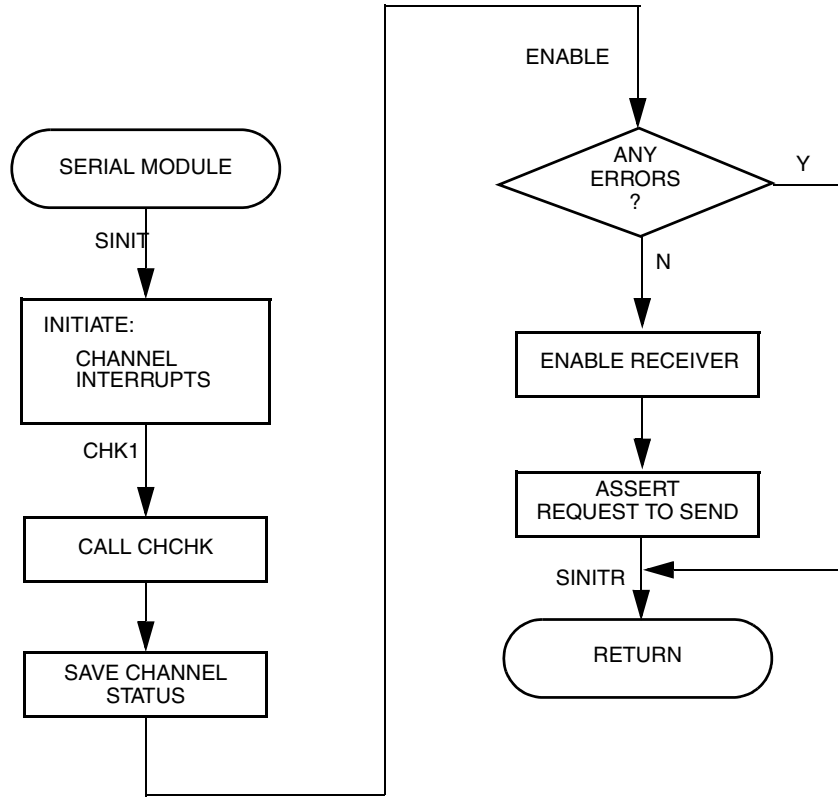 SERIAL MODULE
SINIT
INITIATE:
CHANNEL
INTERRUPTS
CHK1
CALL CHCHK
SAVE CHANNEL
STATUS
ENABLE
ANY
ERRORS
?
Y
N
ENABLE RECEIVER
ASSERT
REQUEST TO SEND
SINITR
RETURN